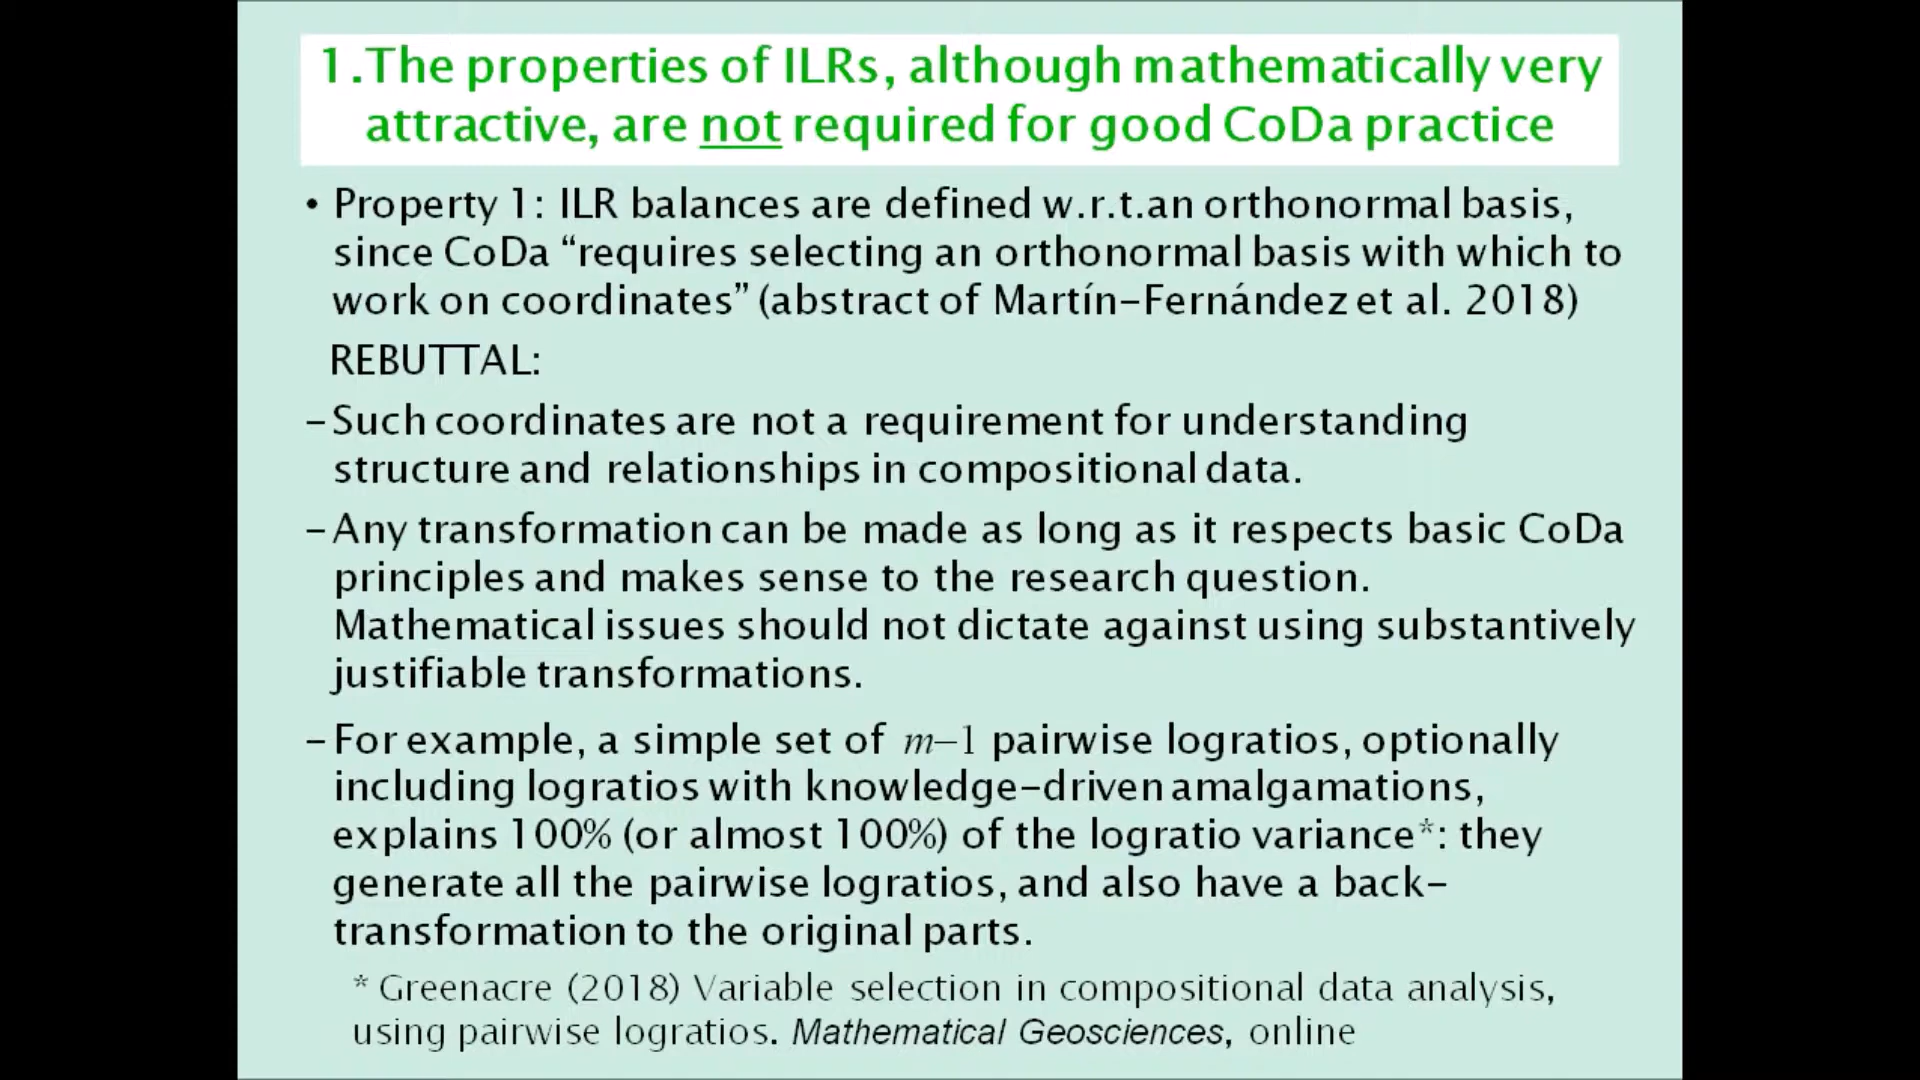 1.The properties of ILRs, although mathematically very
attractive, are not required for good CoDa practice
• Property 1: ILR balances are defined w.r.t.an orthonormal basis,
since CoDa “requires selecting an orthonormal basis with which to
work on coordinates” (abstract of Martín-Fernández et al. 2018)
REBUTTAL:
–Such coordinates are not a requirement for understanding
structure and relationships in compositional data.
–Any transformation can be made as long as it respects basic CoDa
principles and makes sense to the research question.
Mathematical issues should not dictate against using substantively
justifiable transformations.
–For example, a simple set of m–1 pairwise logratios, optionally
including logratios with knowledge-driven amalgamations,
explains 100% (or almost 100%) of the logratio variance*: they
generate all the pairwise logratios, and also have a back-
transformation to the original parts.
* Greenacre (2018) Variable selection in compositional data analysis,
using pairwise logratios. Mathematical Geosciences, online